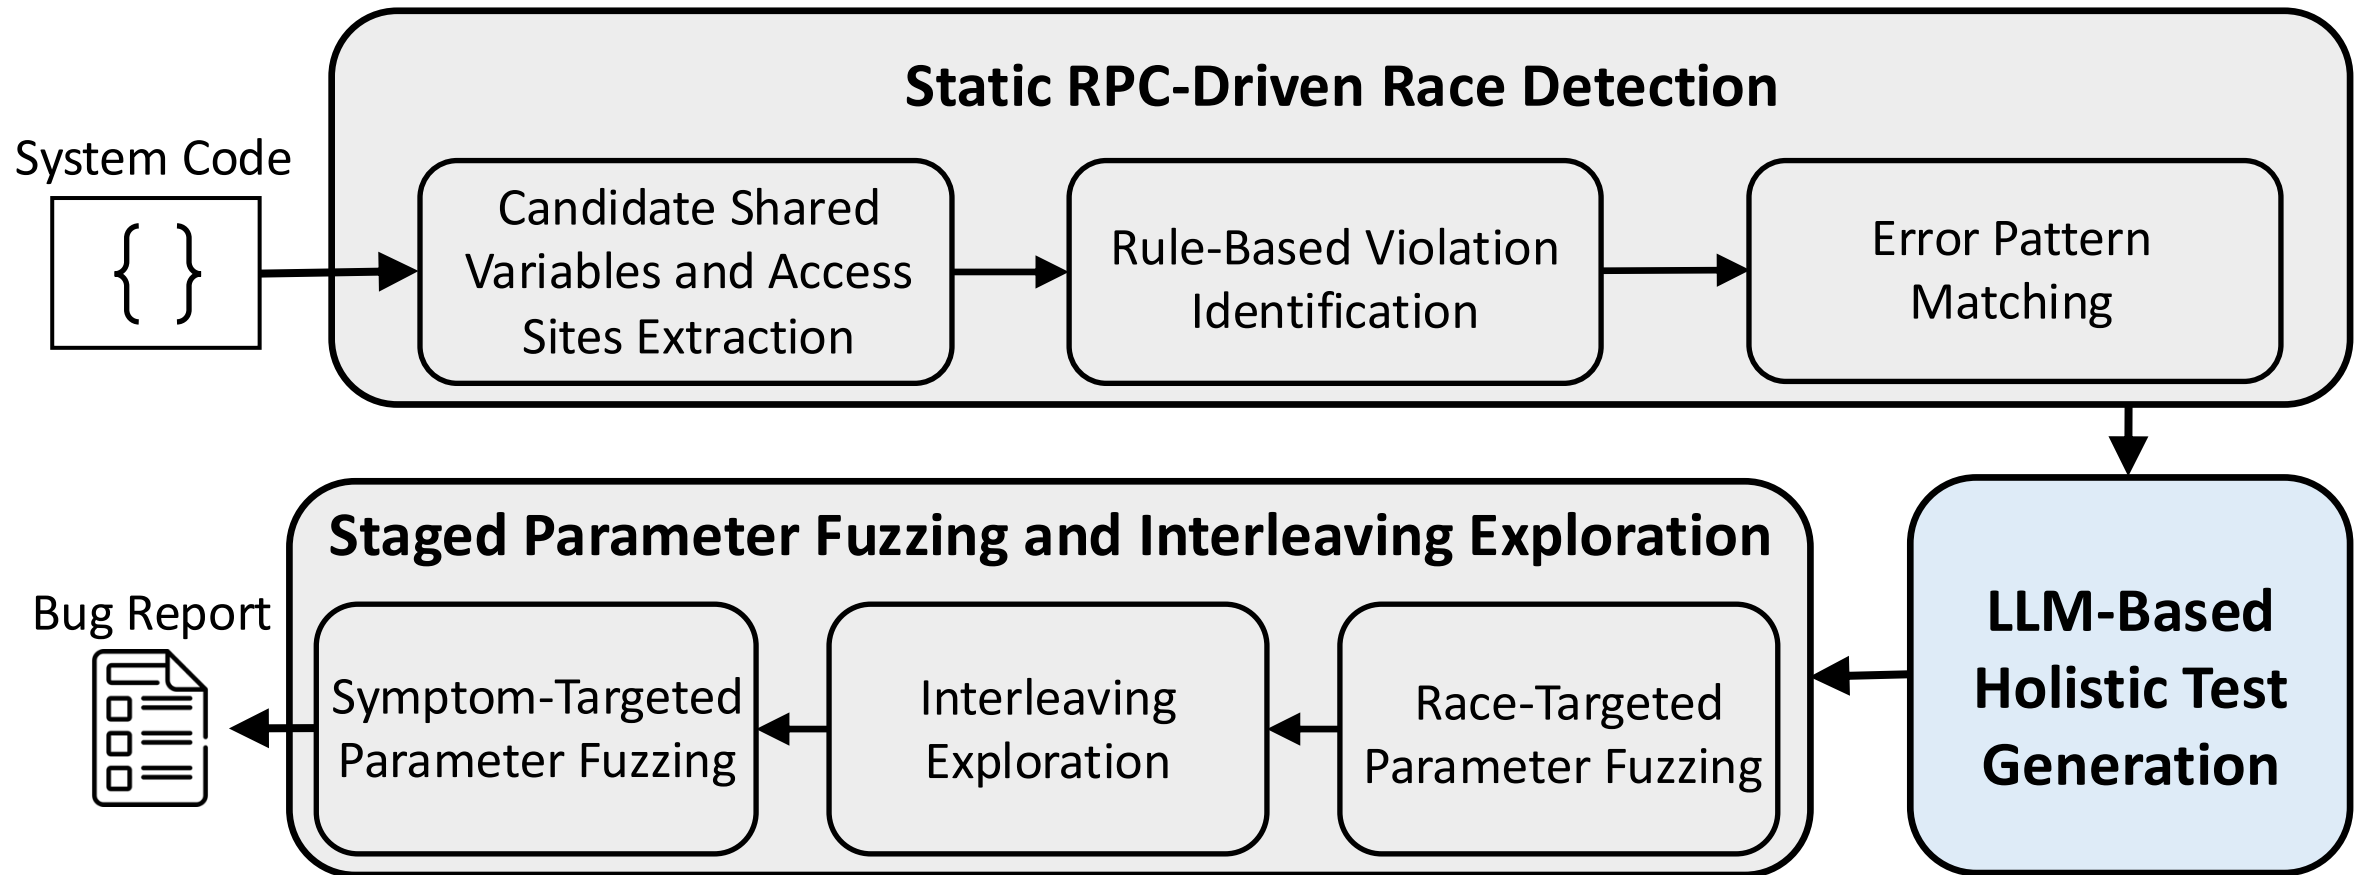 Static RPC-Driven Race Detection
System Code
{ }
Candidate Shared
Variables and Access
Sites Extraction
Rule-Based Violation
Identification
Error Pattern
Matching
LLM-Based
Holistic Test
Generation
Staged Parameter Fuzzing and Interleaving Exploration
Race-Targeted
Parameter Fuzzing
Interleaving
Exploration
Symptom-Targeted
Parameter Fuzzing
Bug Report